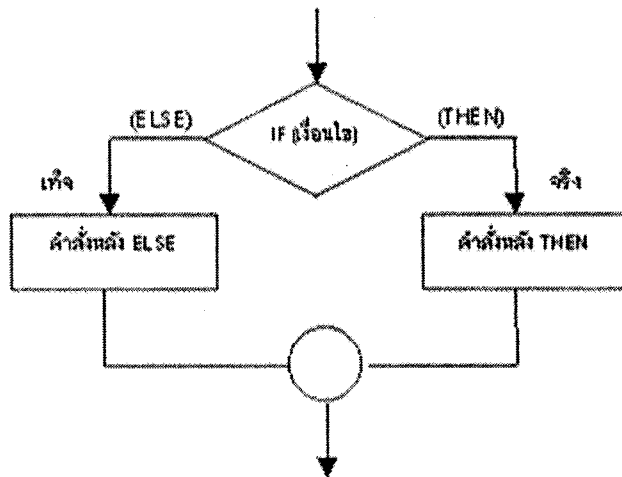 (ELSE)
IF (เงื่อนไข)
(THEN)
เท็จ
จริง
คำสั่งหลัง ELSE
คำสั่งหลัง THEN